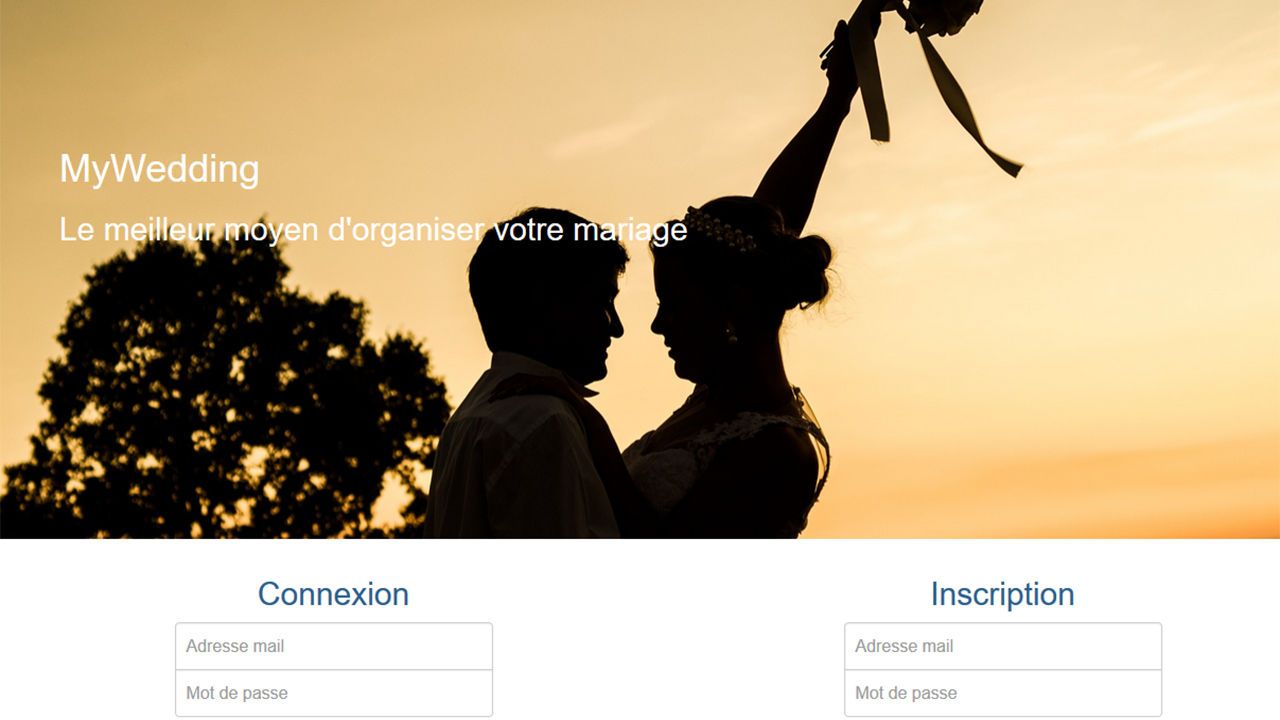 MyWedding
Le meilleur moyen d'organiser votre mariage
Connexion
Adresse mail
Mot de passe
Inscription
Adresse mail
Mot de passe